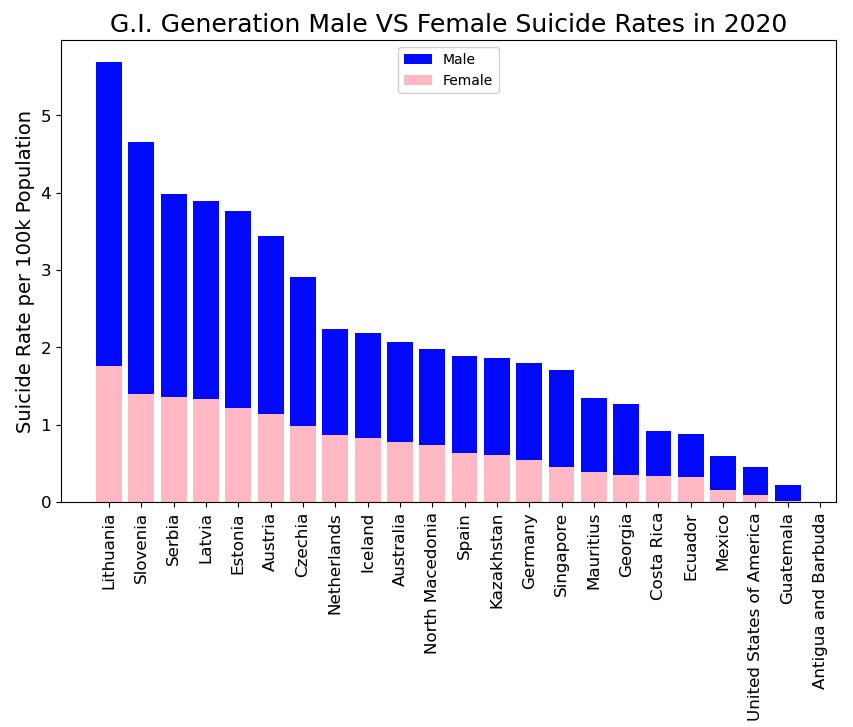 G.I. Generation Male VS Female Suicide Rates in 2020
Male
Female
Suicide Rate per 100k Population
5
4
3
2
1
0
Lithuania
Slovenia
Serbia
Latvia
Estonia
Austria
Czechia
Netherlands
Iceland
Australia
North Macedonia
Spain
Kazakhstan
Germany
Singapore
Mauritius
Georgia
Costa Rica
Ecuador
Mexico
United States of America
Guatemala
Antigua and Barbuda